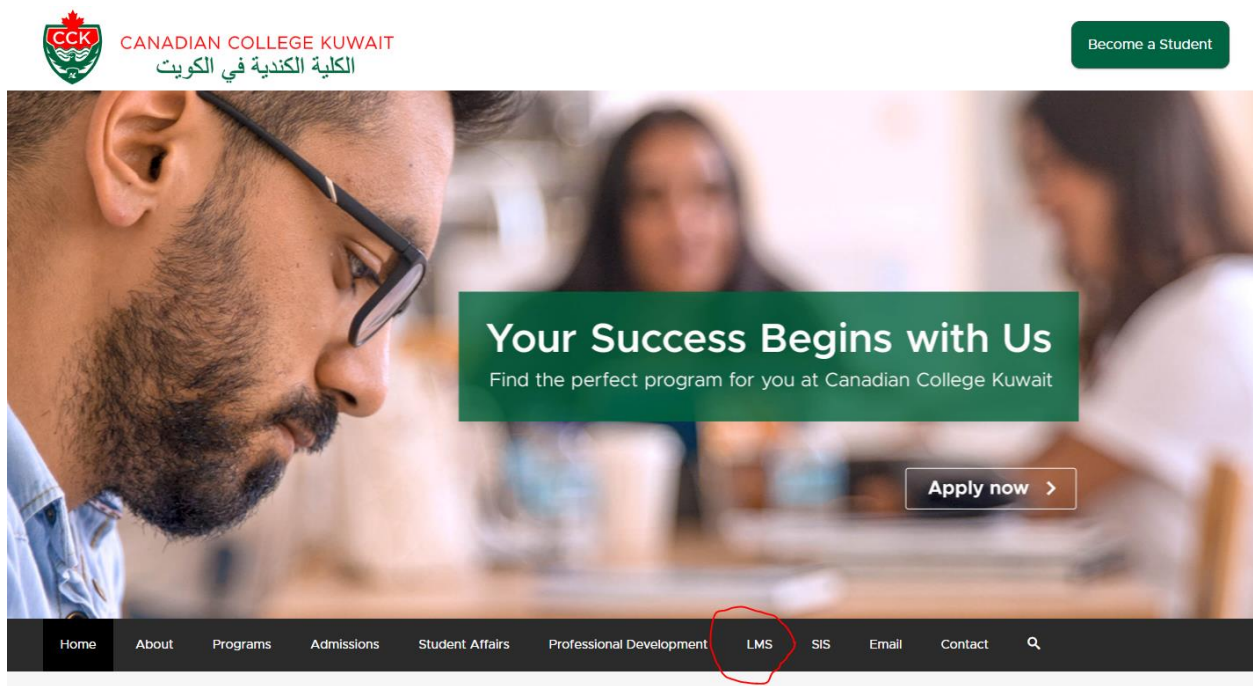 CCK
CANADIAN COLLEGE KUWAIT
الكلية الكندية في الكويت
Become a Student
Your Success Begins with Us
Find the perfect program for you at Canadian College Kuwait
Apply now >
Home About Programs Admissions Student Affairs Professional Development LMS SIS Email Contact